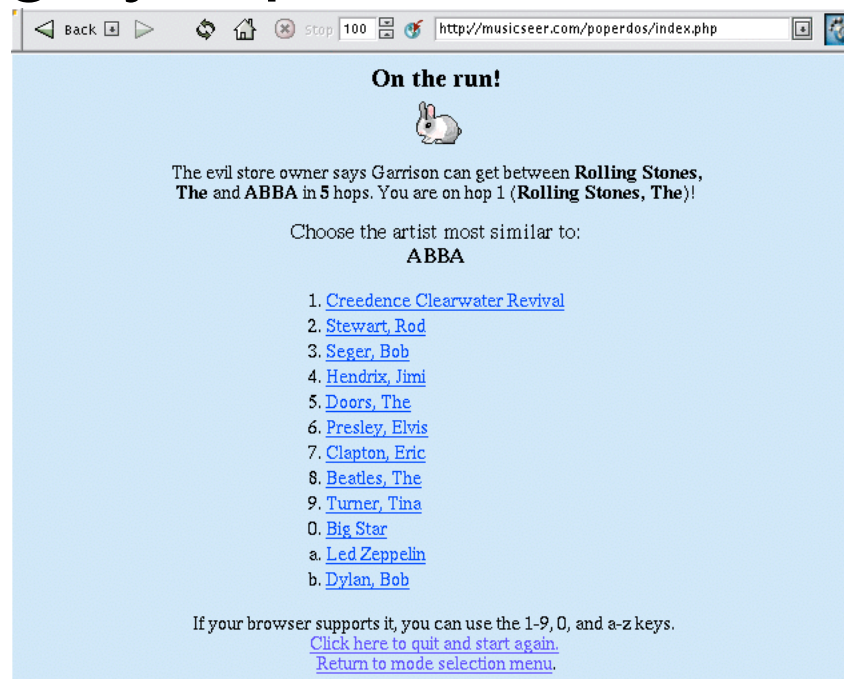 Back
Stop 100 http://musicseer.com/poperdos/index.php
On the run!
The evil store owner says Garrison can get between Rolling Stones,
The and ABBA in 5 hops. You are on hop 1 (Rolling Stones, The)!
Choose the artist most similar to:
ABBA
1. Creedence Clearwater Revival
2. Stewart, Rod
3. Seger, Bob
4. Hendrix, Jimi
5. Doors, The
6. Presley, Elvis
7. Clapton, Eric
8. Beatles, The
9. Turner, Tina
0. Big Star
a. Led Zeppelin
b. Dylan, Bob
If your browser supports it, you can use the 1-9, 0, and a-z keys.
Click here to quit and start again.
Return to mode selection menu.